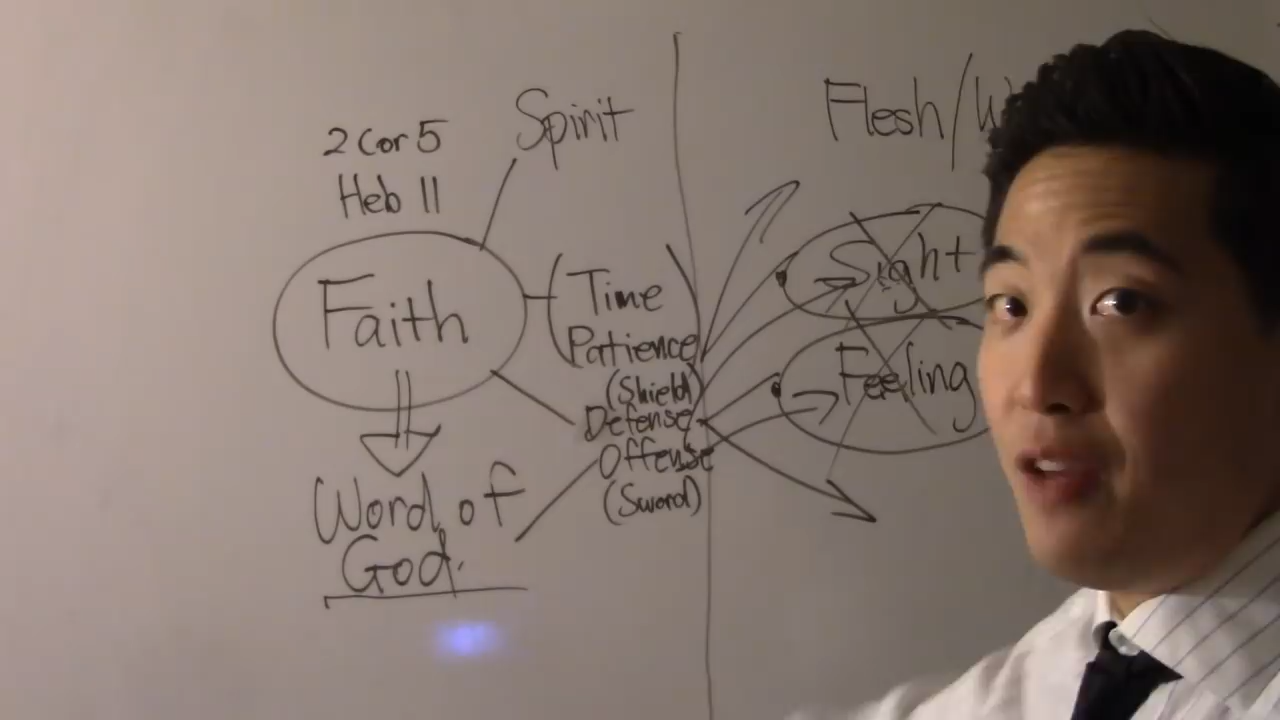 2 Cor 5
Heb 11
Spirit
Faith
Time
Patience
(Shield)
Defense
Offense
(Sword)
Word of
God.
Flesh/W
Sight
Feeling